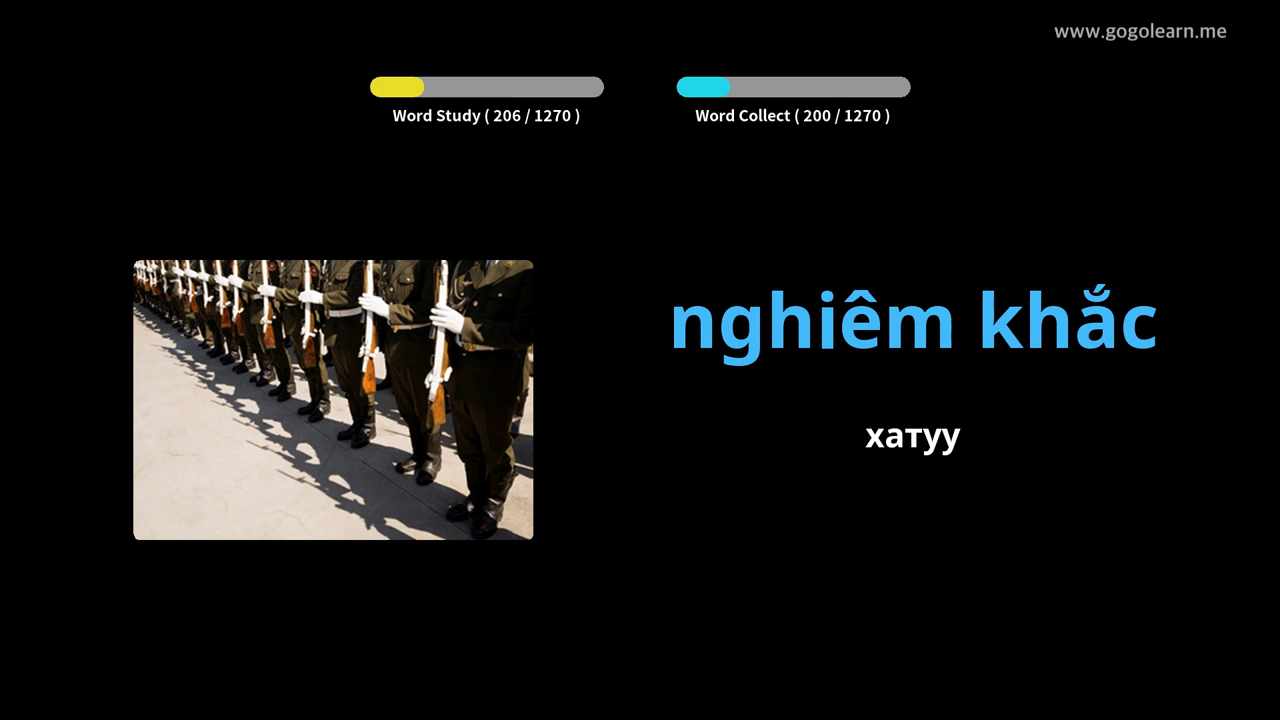 www.gogolearn.me
Word Study ( 206 / 1270 )
Word Collect ( 200 / 1270 )
nghiêm khắc
хатуу